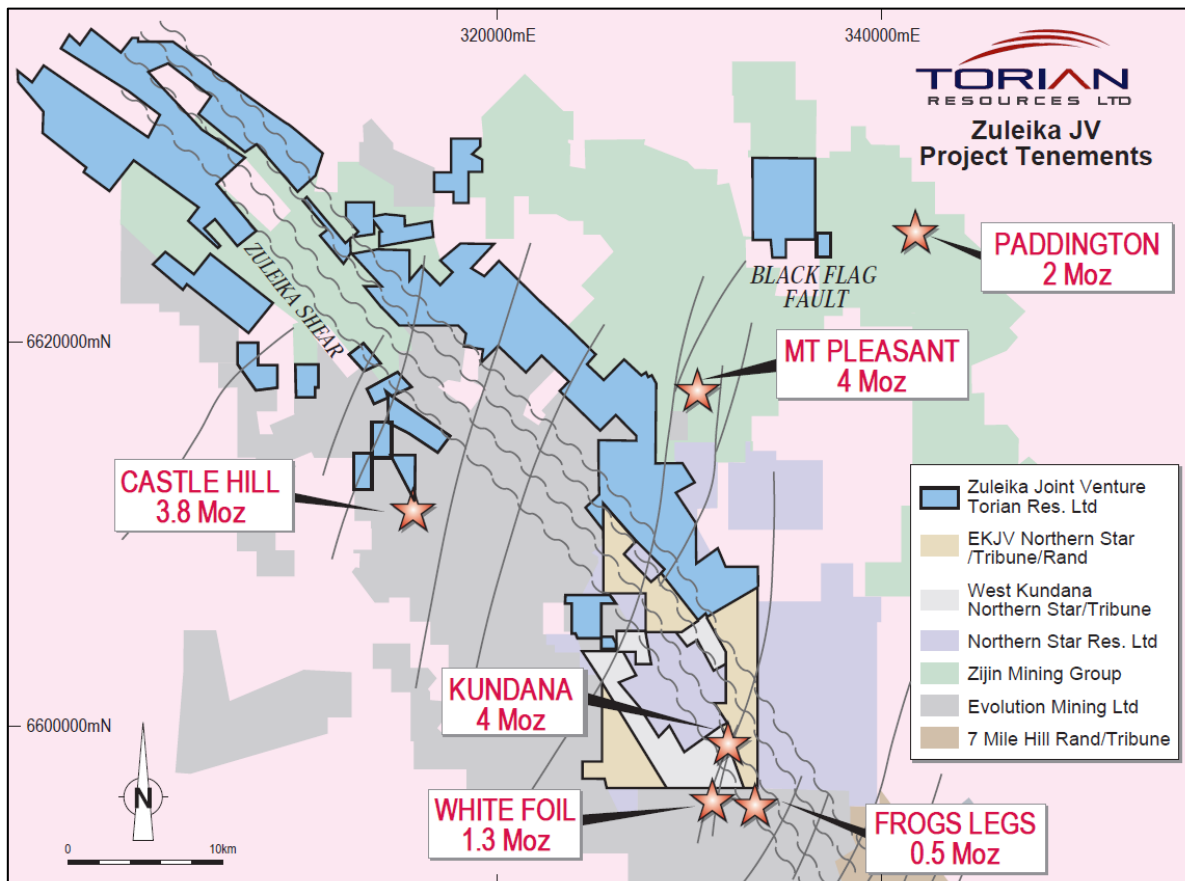 320000mE
340000mE
TORIAN
RESOURCES LTD
Zuleika JV
Project Tenements
PADDINGTON
2 Moz
BLACK FLAG
FAULT
ZULEIKA SHEAR
6620000mN
MT PLEASANT
4 Moz
CASTLE HILL
3.8 Moz
Zuleika Joint Venture
Torian Res. Ltd
EKJV Northern Star
/Tribune/Rand
West Kundana
Northern Star/Tribune
Northern Star Res. Ltd
Zijin Mining Group
Evolution Mining Ltd
7 Mile Hill Rand/Tribune
KUNDANA
4 Moz
6600000mN
N
WHITE FOIL
1.3 Moz
FROGS LEGS
0.5 Moz
0
10km